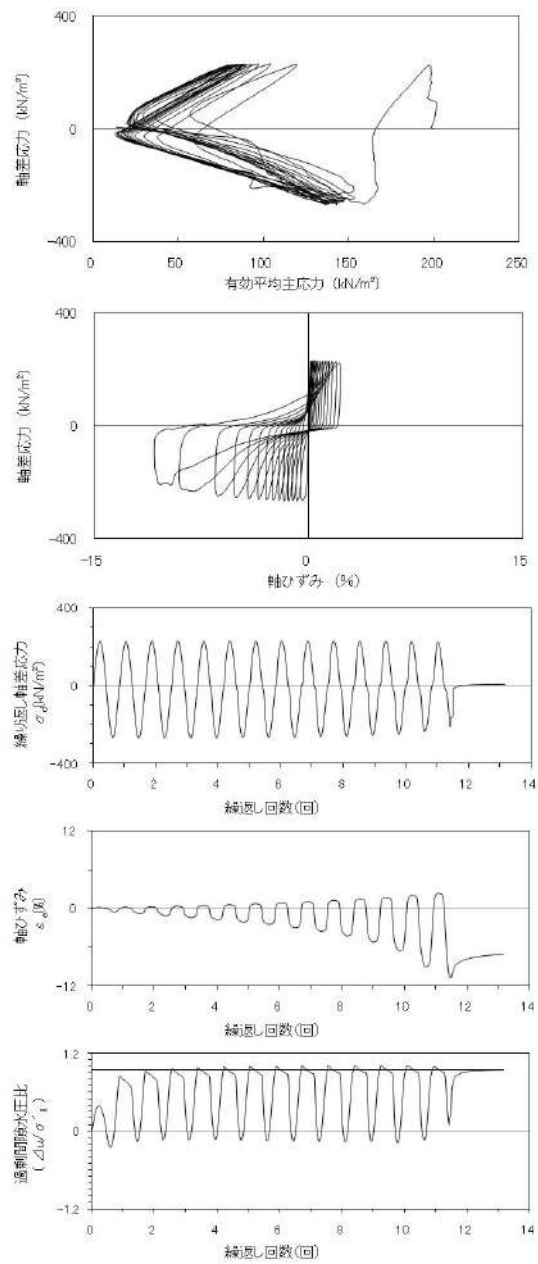 400
0
-400
軸差応力 (kN/m²)
0 50 100 150 200 250
有効平均主応力 (kN/m²)
400
0
-400
軸差応力 (kN/m²)
-15 0 15
軸ひずみ (%)
400
0
-400
繰り返し軸差応力
σd(kN/m²)
0 2 4 6 8 10 12 14
繰返し回数(回)
12
0
-12
軸ひずみ
εa(%)
0 2 4 6 8 10 12 14
繰返し回数(回)
1.2
0
-1.2
過剰間隙水圧比
(Δu/σ'
0 2 4 6 8 10 12 14
繰返し回数(回)